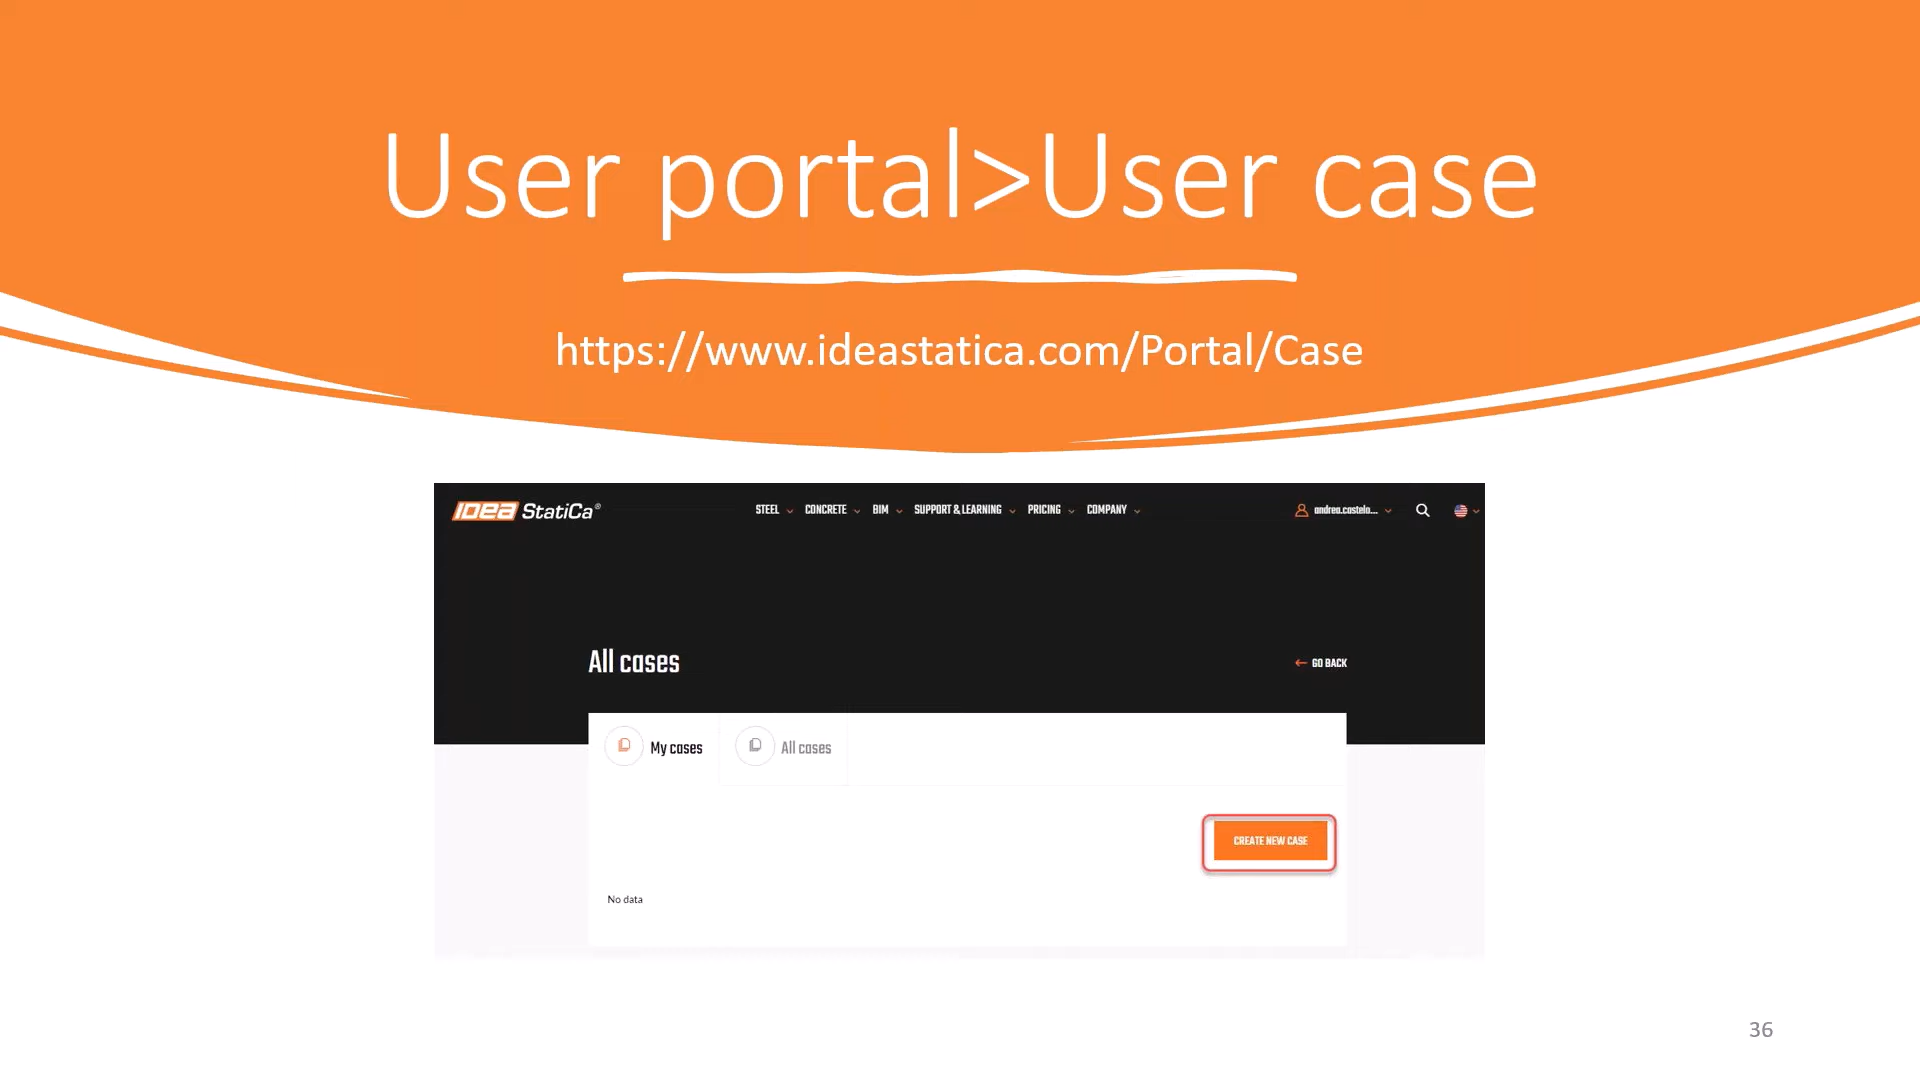 User portal>User case
https://www.ideastatica.com/Portal/Case
IDEA StatiCa®
STEEL CONCRETE BIM SUPPORT & LEARNING PRICING COMPANY andrea.castelo...
All cases
GO BACK
My cases All cases
CREATE NEW CASE
No data
36